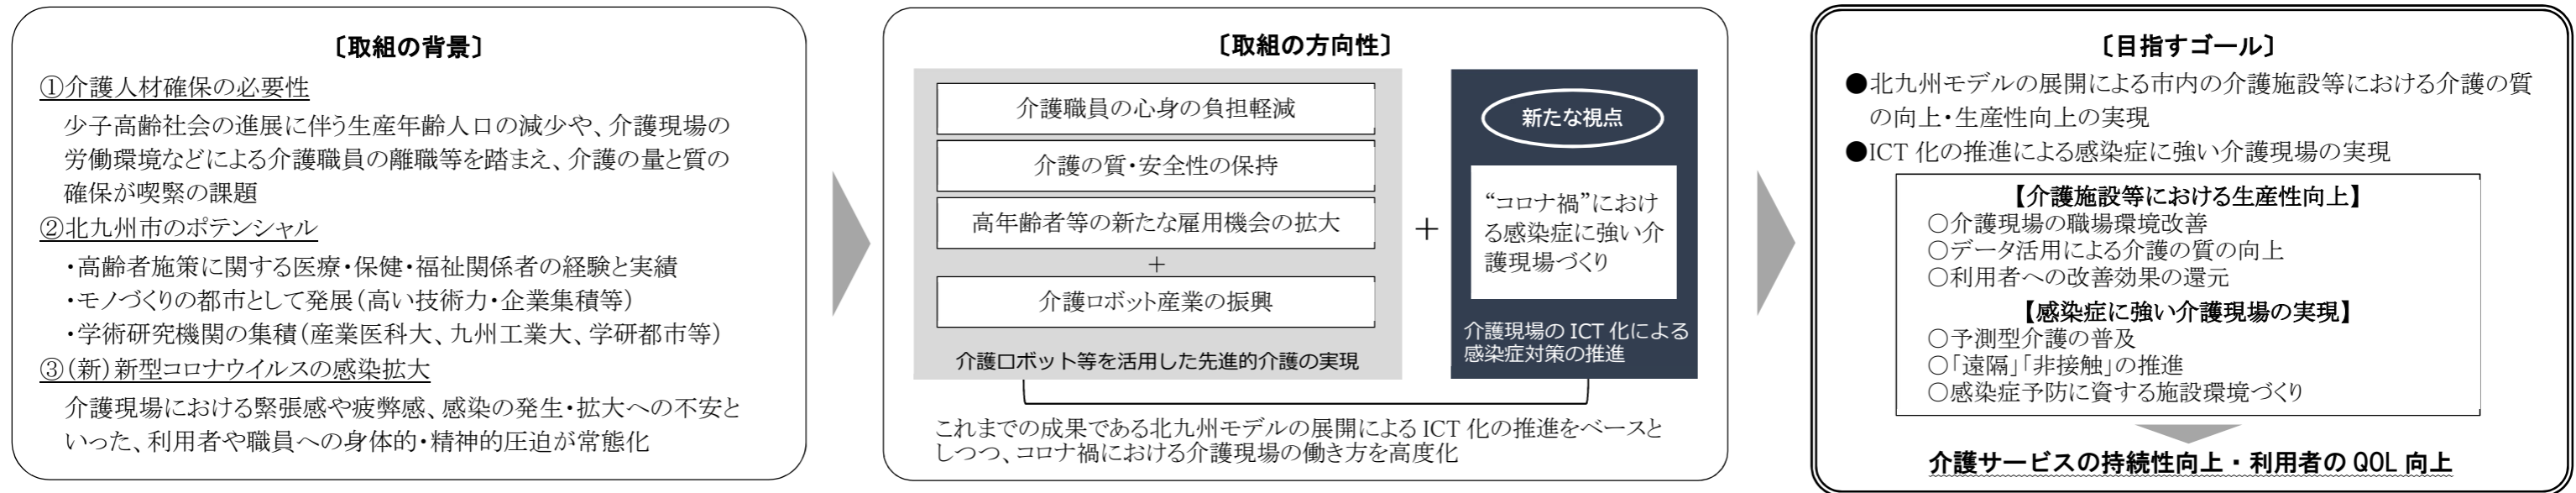 〔取組の背景〕
①介護人材確保の必要性
少子高齢社会の進展に伴う生産年齢人口の減少や、介護現場の
労働環境などによる介護職員の離職等を踏まえ、介護の量と質の
確保が喫緊の課題
②北九州市のポテンシャル
・高齢者施策に関する医療・保健・福祉関係者の経験と実績
・モノづくりの都市として発展(高い技術力・企業集積等)
・学術研究機関の集積(産業医科大、九州工業大、学研都市等)
③(新)新型コロナウイルスの感染拡大
介護現場における緊張感や疲弊感、感染の発生・拡大への不安と
いった、利用者や職員への身体的・精神的圧迫が常態化
〔取組の方向性〕
介護職員の心身の負担軽減
介護の質・安全性の保持
高年齢者等の新たな雇用機会の拡大
+
介護ロボット産業の振興
介護ロボット等を活用した先進的介護の実現
+
新たな視点
“コロナ禍”におけ
る感染症に強い介
護現場づくり
介護現場の ICT 化による
感染症対策の推進
これまでの成果である北九州モデルの展開による ICT 化の推進をベースと
しつつ、コロナ禍における介護現場の働き方を高度化
〔目指すゴール〕
●北九州モデルの展開による市内の介護施設等における介護の質
の向上・生産性向上の実現
●ICT 化の推進による感染症に強い介護現場の実現
【介護施設等における生産性向上】
○介護現場の職場環境改善
○データ活用による介護の質の向上
○利用者への改善効果の還元
【感染症に強い介護現場の実現】
○予測型介護の普及
○「遠隔」「非接触」の推進
○感染症予防に資する施設環境づくり
介護サービスの持続性向上・利用者の QOL 向上